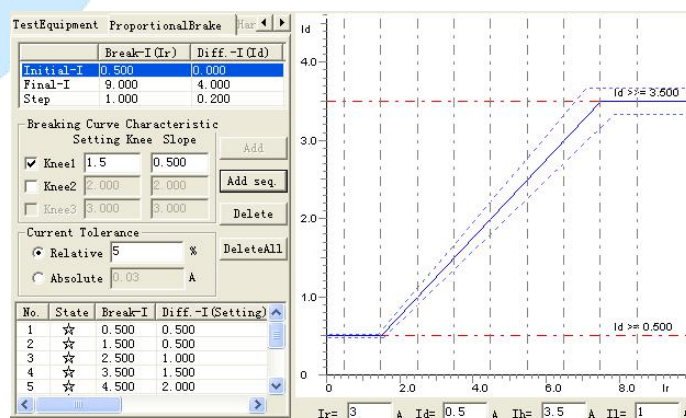 TestEquipment ProportionalBrake Har
Break-I(Ir) Diff.-I(Id)
Initial-I 0.500 0.000
Final-I 9.000 4.000
Step 1.000 0.200
Breaking Curve Characteristic
Setting Knee Slope
Add
Knee1 1.5 0.500
Knee2 2.000 2.000
Add seq.
Knee3 3.000 3.000
Delete
Current Tolerance
Relative 5 % DeleteAll
Absolute 0.03 A
No. State Break-I Diff.-I(Setting)
1 ☆ 0.500 0.500
2 ☆ 1.500 0.500
3 ☆ 2.500 1.000
4 ☆ 3.500 1.500
5 ☆ 4.500 2.000
Id
4.0
Id >>= 3.500
3.0
2.0
1.0
Id >= 0.500
0
0 2.0 4.0 6.0 8.0 Ir
Ir= 3 A Id= 0.5 A Ih= 3.5 A Il= 1